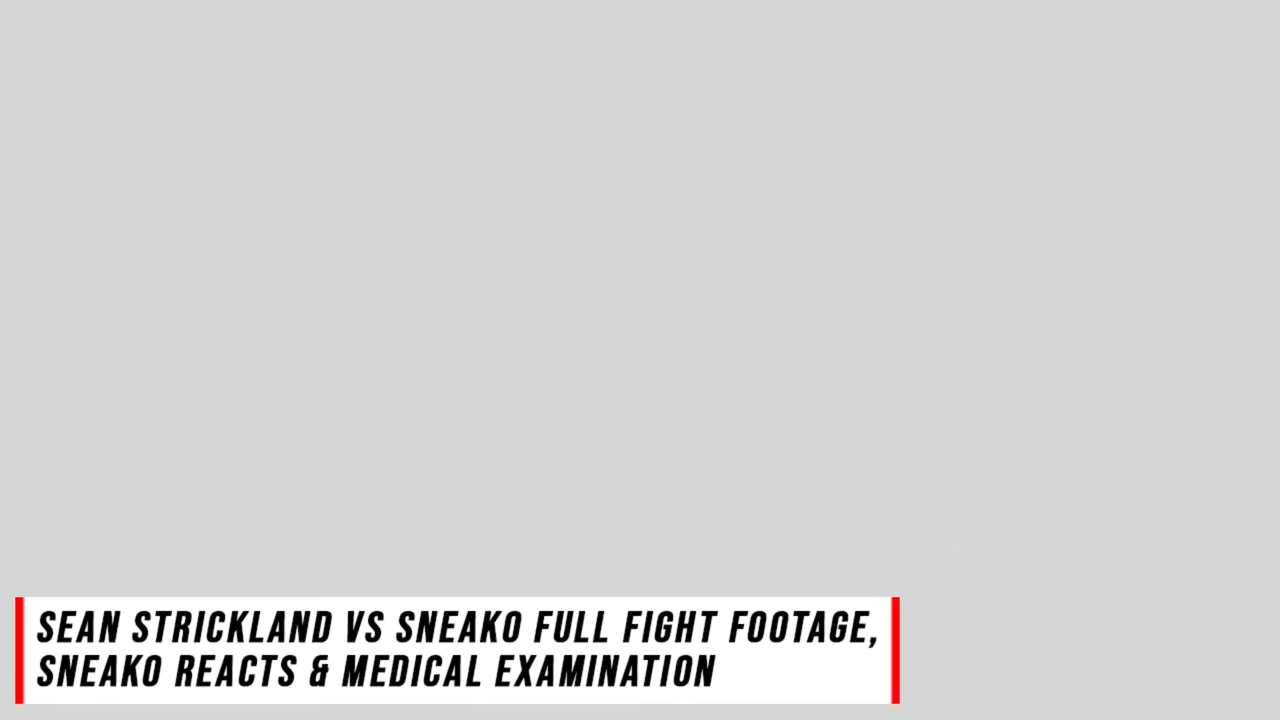 SEAN STRICKLAND VS SNEAKO FULL FIGHT FOOTAGE,
SNEAKO REACTS & MEDICAL EXAMINATION